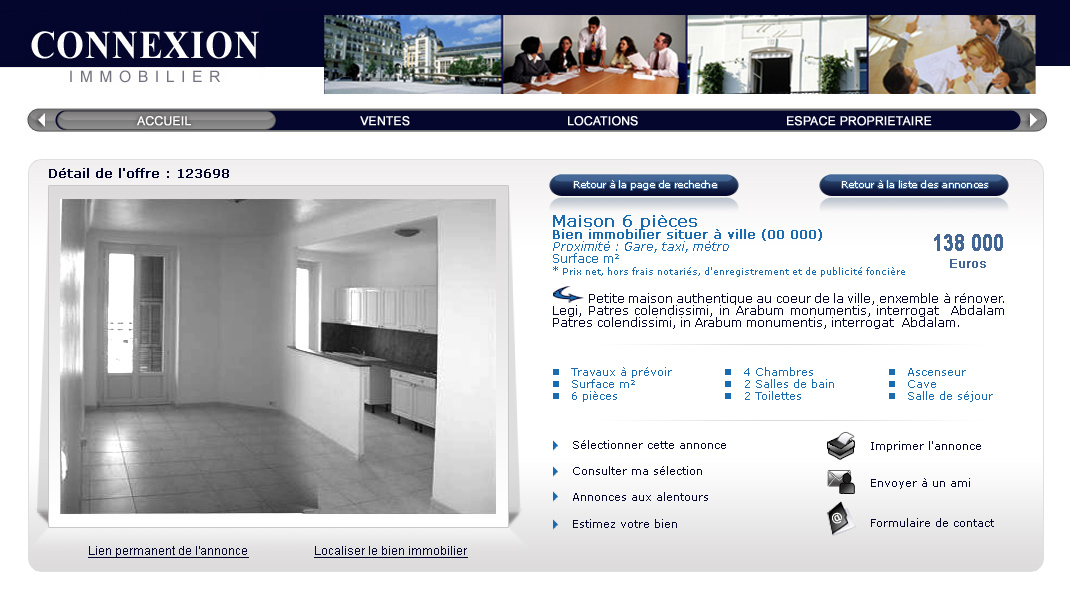 CONNEXION
IMMOBILIER
ACCUEIL
VENTES
LOCATIONS
ESPACE PROPRIETAIRE
Détail de l'offre : 123698
Retour à la page de recheche
Retour à la liste des annonces
Maison 6 pièces
Bien immobilier situer à ville (00 000)
Proximité : Gare, taxi, métro
Surface m²
* Prix net, hors frais notariés, d'enregistrement et de publicité foncière
138 000
Euros
Petite maison authentique au coeur de la ville, enxemble à rénover.
Legi, Patres colendissimi, in Arabum monumentis, interrogat Abdalam
Patres colendissimi, in Arabum monumentis, interrogat Abdalam.
Travaux à prévoir
Surface m²
6 pièces
4 Chambres
2 Salles de bain
2 Toilettes
Ascenseur
Cave
Salle de séjour
Sélectionner cette annonce
Consulter ma sélection
Annonces aux alentours
Estimez votre bien
Imprimer l'annonce
Envoyer à un ami
@
Formulaire de contact
Lien permanent de l'annonce
Localiser le bien immobilier